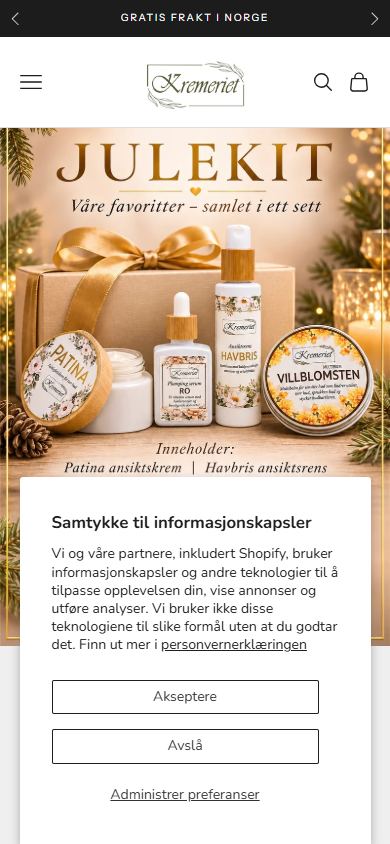 GRATIS FRAKT I NORGE
Kremeriet
JULEKIT
Våre favoritter – samlet i ett sett
Kremeriet
PATINA
Kremeriet
Plumping serum
RO
Kremeriet
Ansiktsrens
HAVBRIS
Kremeriet
MULTIKREM
VILLBLOMSTEN
Inneholder:
Patina ansiktskrem | Havbris ansiktsrens
Samtykke til informasjonskapsler
Vi og våre partnere, inkludert Shopify, bruker
informasjonskapsler og andre teknologier til å
tilpasse opplevelsen din, vise annonser og
utføre analyser. Vi bruker ikke disse
teknologiene til slike formål uten at du godtar
det. Finn ut mer i personvernerklæringen
Aksepter​e
Avslå
Administrer preferanser